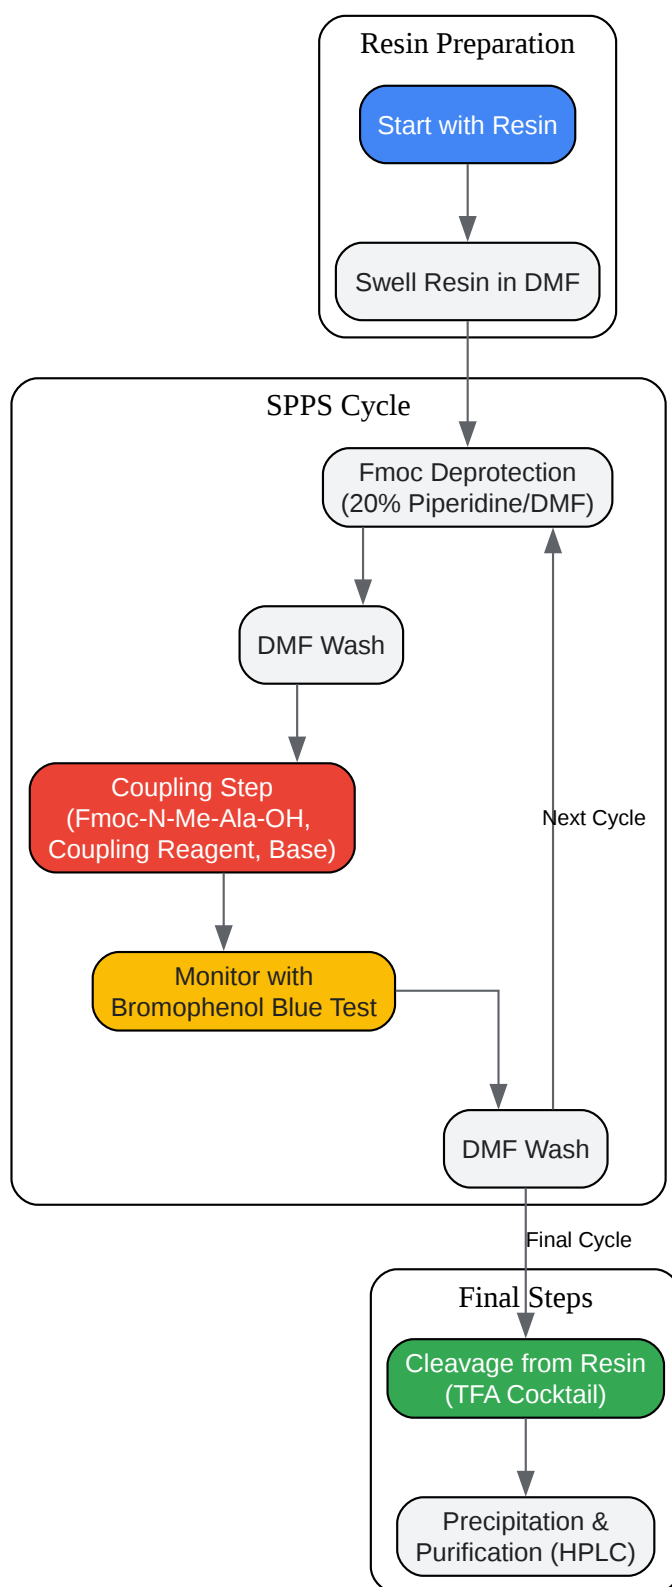 Resin Preparation
Start with Resin
Swell Resin in DMF
SPPS Cycle
Fmoc Deprotection
(20% Piperidine/DMF)
DMF Wash
Coupling Step
(Fmoc-N-Me-Ala-OH,
Coupling Reagent, Base)
Next Cycle
Monitor with
Bromophenol Blue Test
DMF Wash
Final Cycle
Final Steps
Cleavage from Resin
(TFA Cocktail)
Precipitation &
Purification (HPLC)